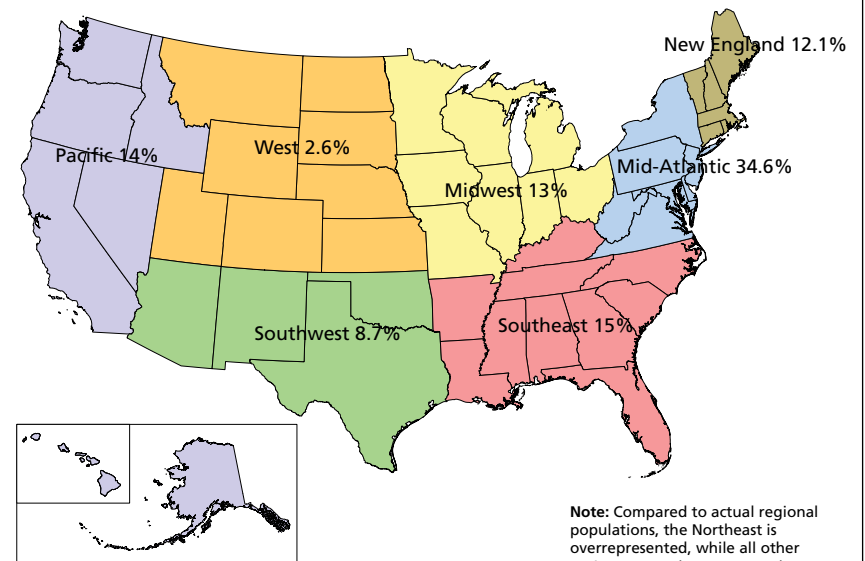 New England 12.1%
Pacific 14%
West 2.6%
Mid-Atlantic 34.6%
Midwest 13%
Southwest 8.7%
Southeast 15%
Note: Compared to actual regional
populations, the Northeast is
overrepresented, while all other